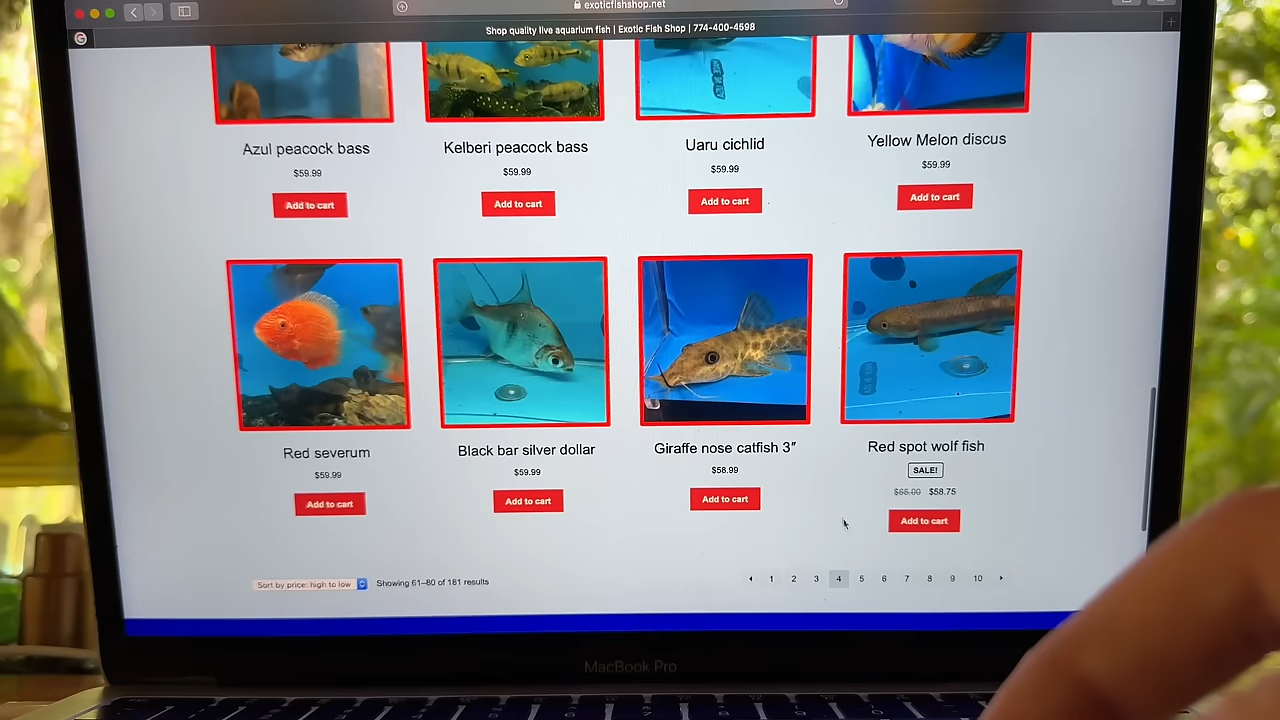 exoticfishshop.net
Shop quality live aquarium fish | Exotic Fish Shop | 774-400-4598
Azul peacock bass
$59.99
Add to cart
Kelberi peacock bass
$59.99
Add to cart
Uaru cichlid
$59.99
Add to cart
Yellow Melon discus
$59.99
Add to cart
Red severum
$59.99
Add to cart
Black bar silver dollar
$59.99
Add to cart
Giraffe nose catfish 3″
$58.99
Add to cart
Red spot wolf fish
SALE!
$65.00 $58.75
Add to cart
Sort by price: high to low
Showing 61–80 of 181 results
1 2 3 4 5 6 7 8 9 10
MacBook Pro